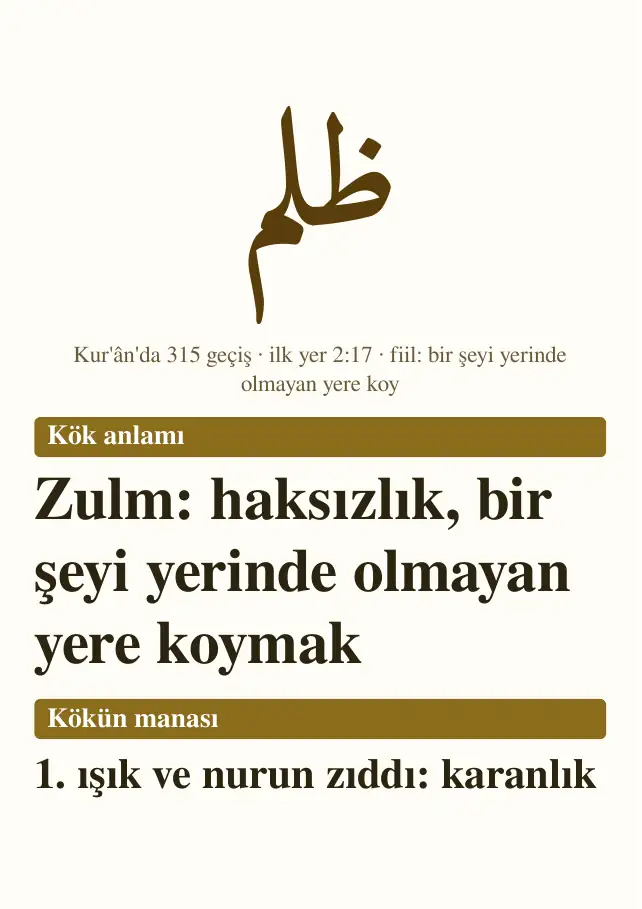 ظلم
Kur'ân'da 315 geçiş · ilk yer 2:17 · fiil: bir şeyi yerinde
olmayan yere koy
Kök anlamı
Zulm: haksızlık, bir
şeyi yerinde olmayan
yere koymak
Kökün manası
1. ışık ve nurun zıddı: karanlık